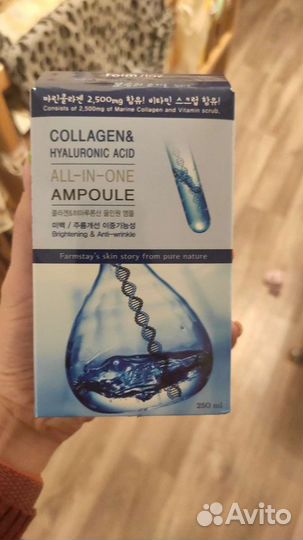 마린콜라겐 2,500mg 함유! 비타민 스크럼 함유!
Consists of 2,500mg of Marine Collagen and Vitamin scrub.
COLLAGEN&
HYALURONIC ACID
ALL-IN-ONE
AMPOULE
콜라겐&히아루론산 올인원 앰플
미백 / 주름개선 이중기능성
Brightening & Anti-wrinkle
Farmstay's skin story from pure nature
250 ml
Avito